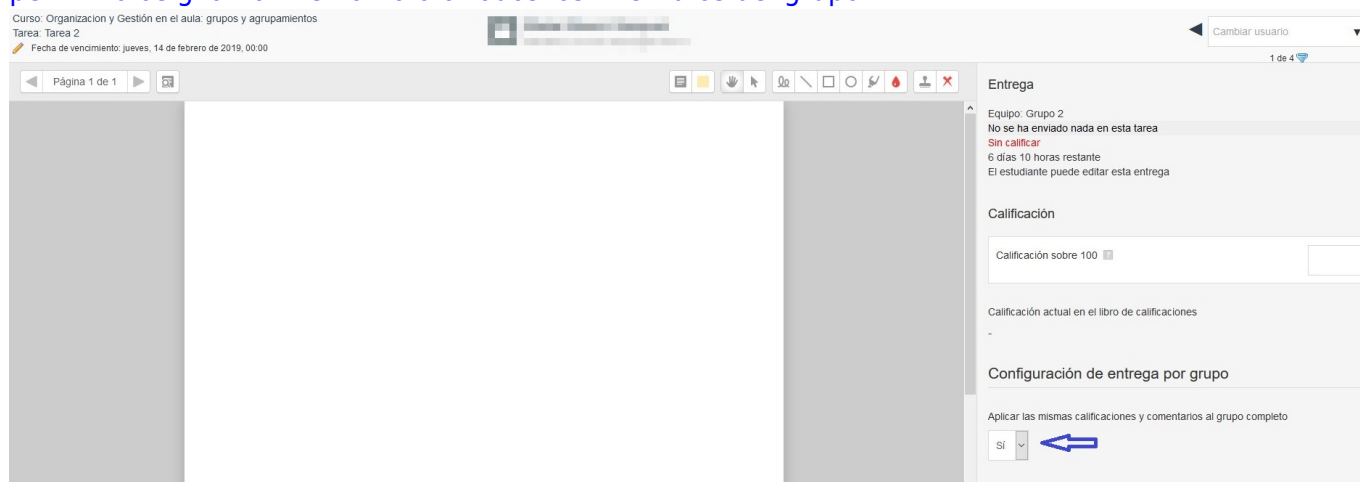 Curso: Organizacion y Gestión en el aula: grupos y agrupamientos
Tarea: Tarea 2
Fecha de vencimiento: jueves, 14 de febrero de 2019, 00:00
Cambiar usuario
1 de 4
Página 1 de 1
Entrega
Equipo: Grupo 2
No se ha enviado nada en esta tarea
Sin calificar
6 días 10 horas restante
El estudiante puede editar esta entrega
Calificación
Calificación sobre 100
Calificación actual en el libro de calificaciones
-
Configuración de entrega por grupo
Aplicar las mismas calificaciones y comentarios al grupo completo
Sí